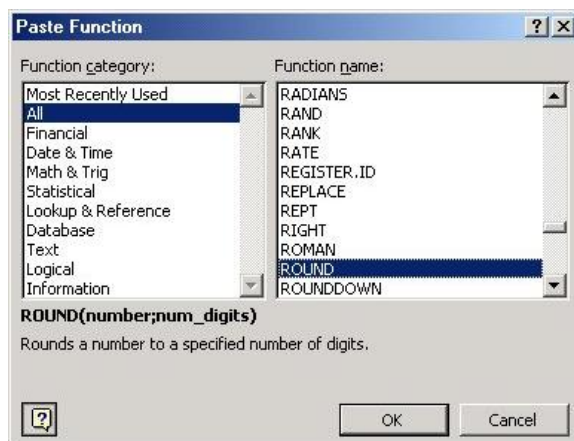 Paste Function
Function category:
Most Recently Used
All
Financial
Date & Time
Math & Trig
Statistical
Lookup & Reference
Database
Text
Logical
Information
Function name:
RADIANS
RAND
RANK
RATE
REGISTER.ID
REPLACE
REPT
RIGHT
ROMAN
ROUND
ROUNDDOWN
ROUND(number;num_digits)
Rounds a number to a specified number of digits.
OK
Cancel